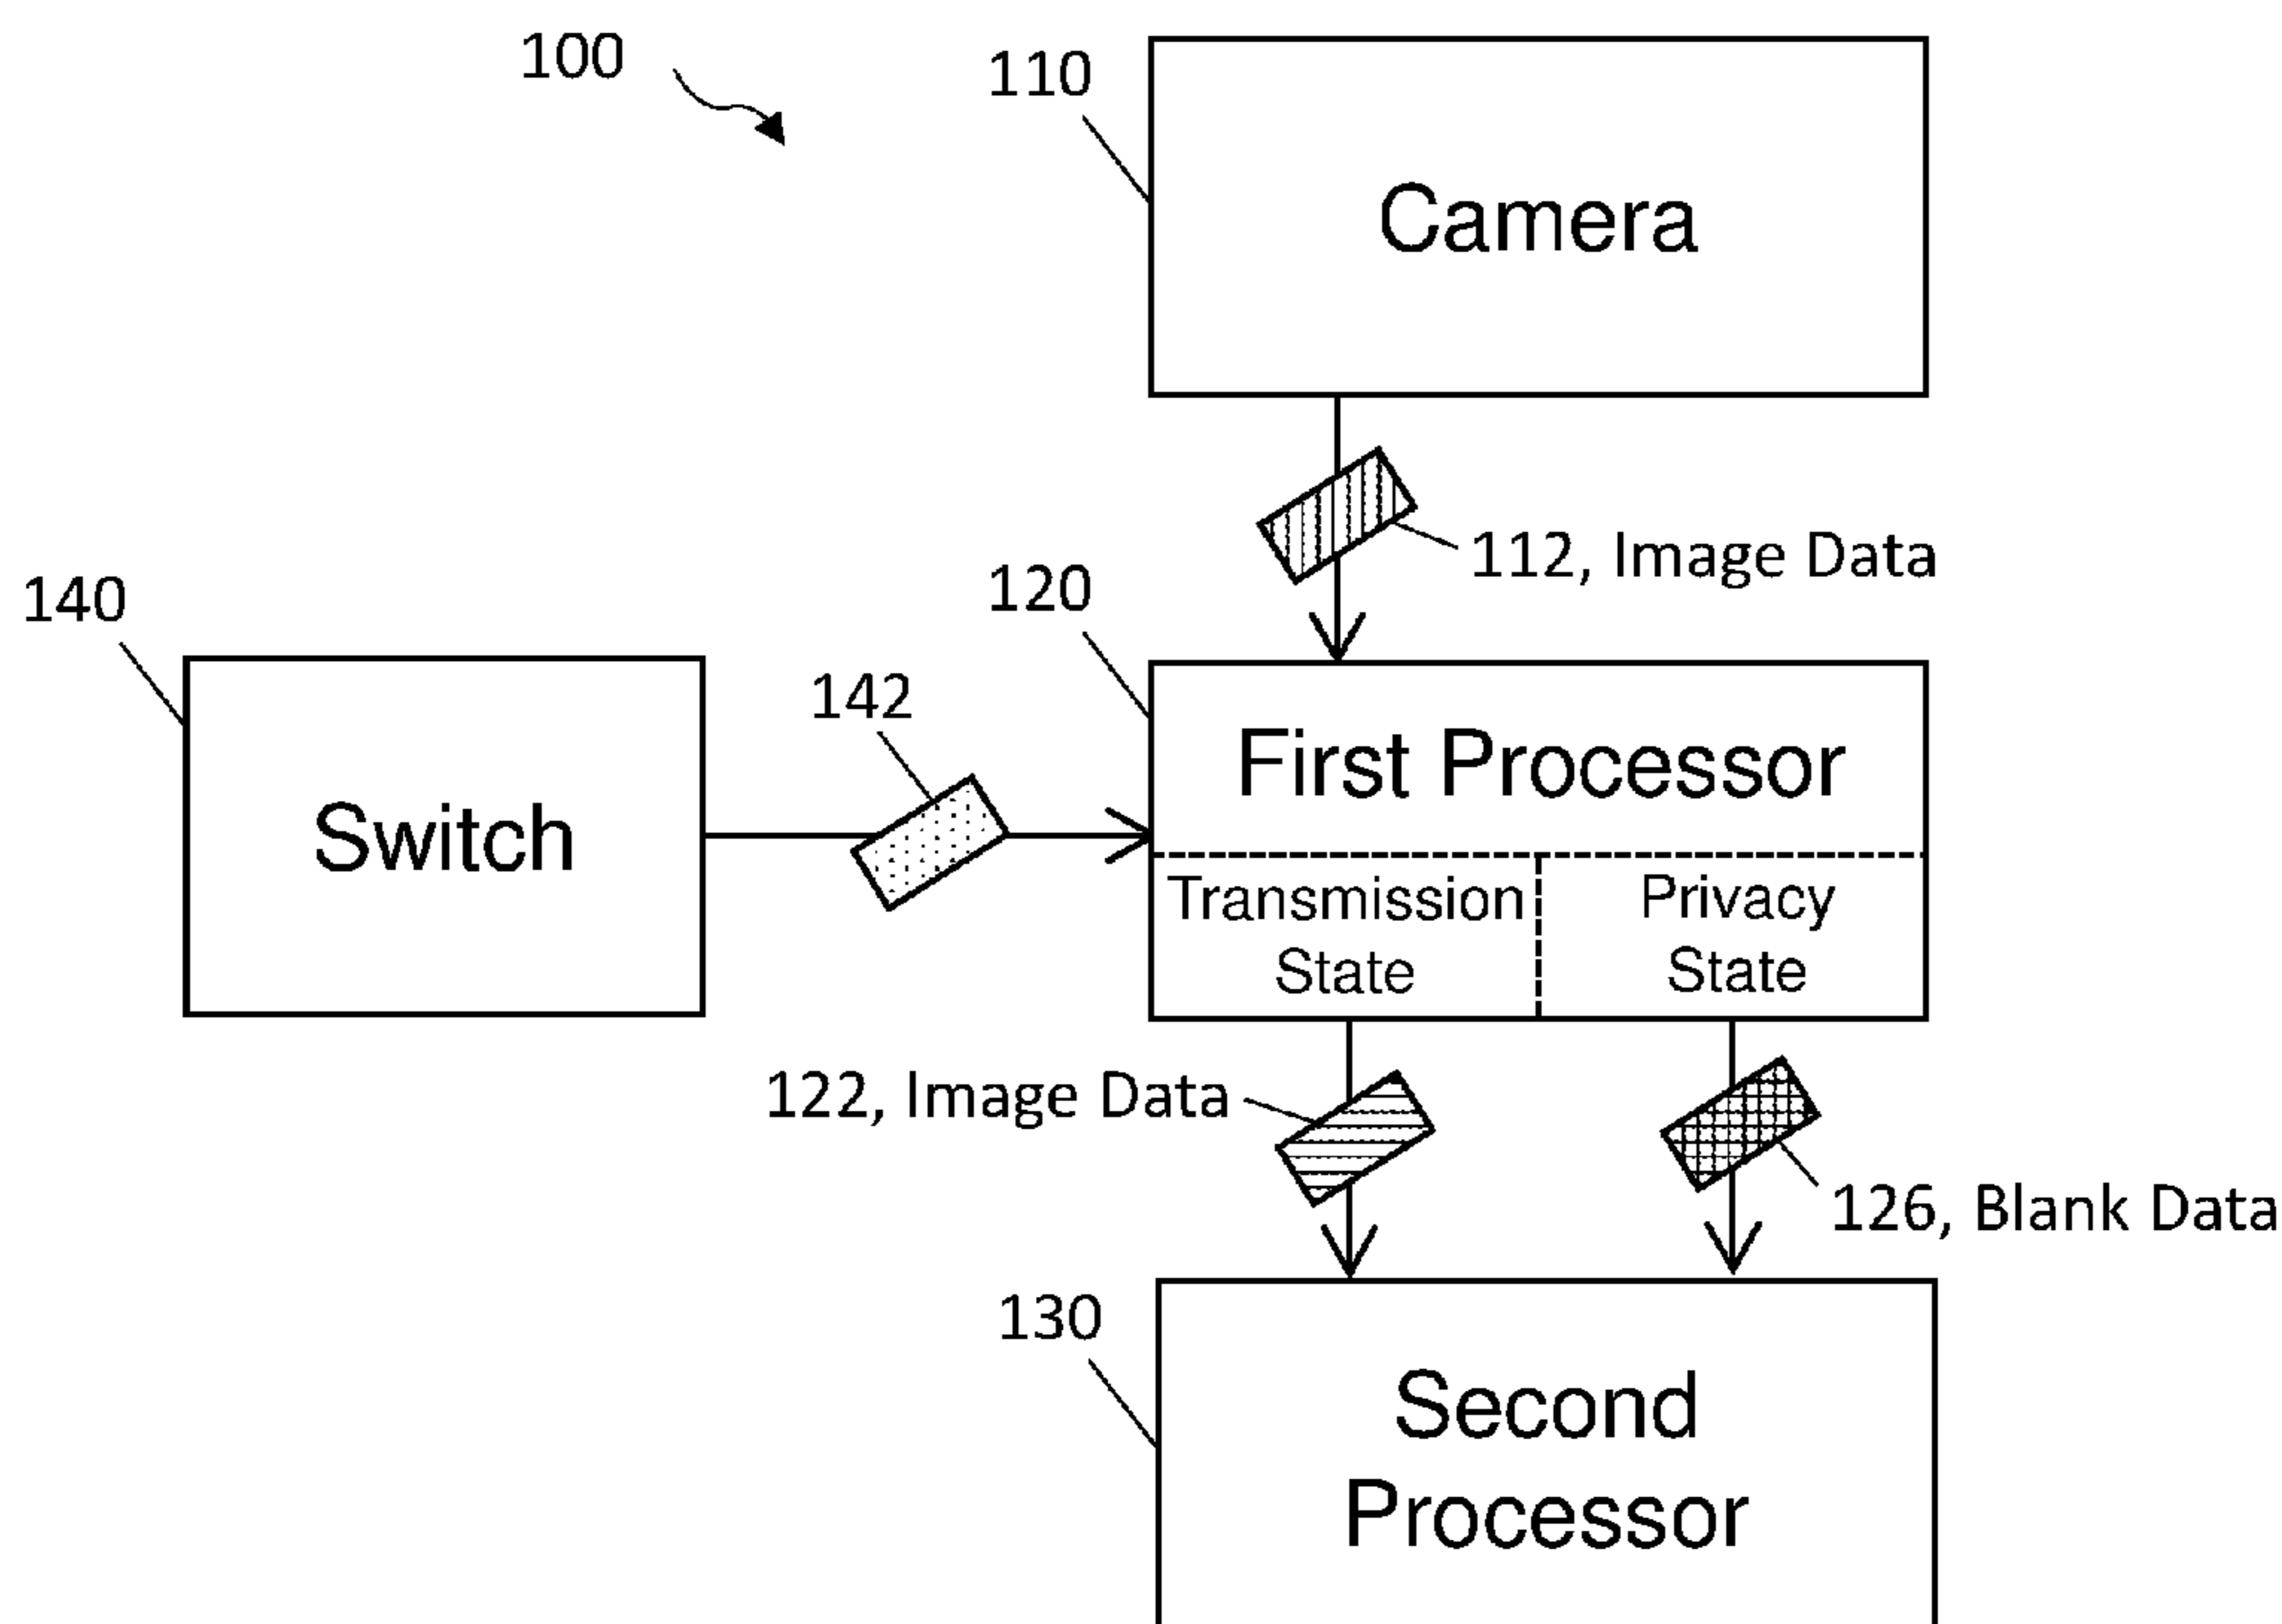 100
110
Camera
112, Image Data
140
120
142
First Processor
Switch
Transmission
State
Privacy
State
122, Image Data
126, Blank Data
130
Second
Processor